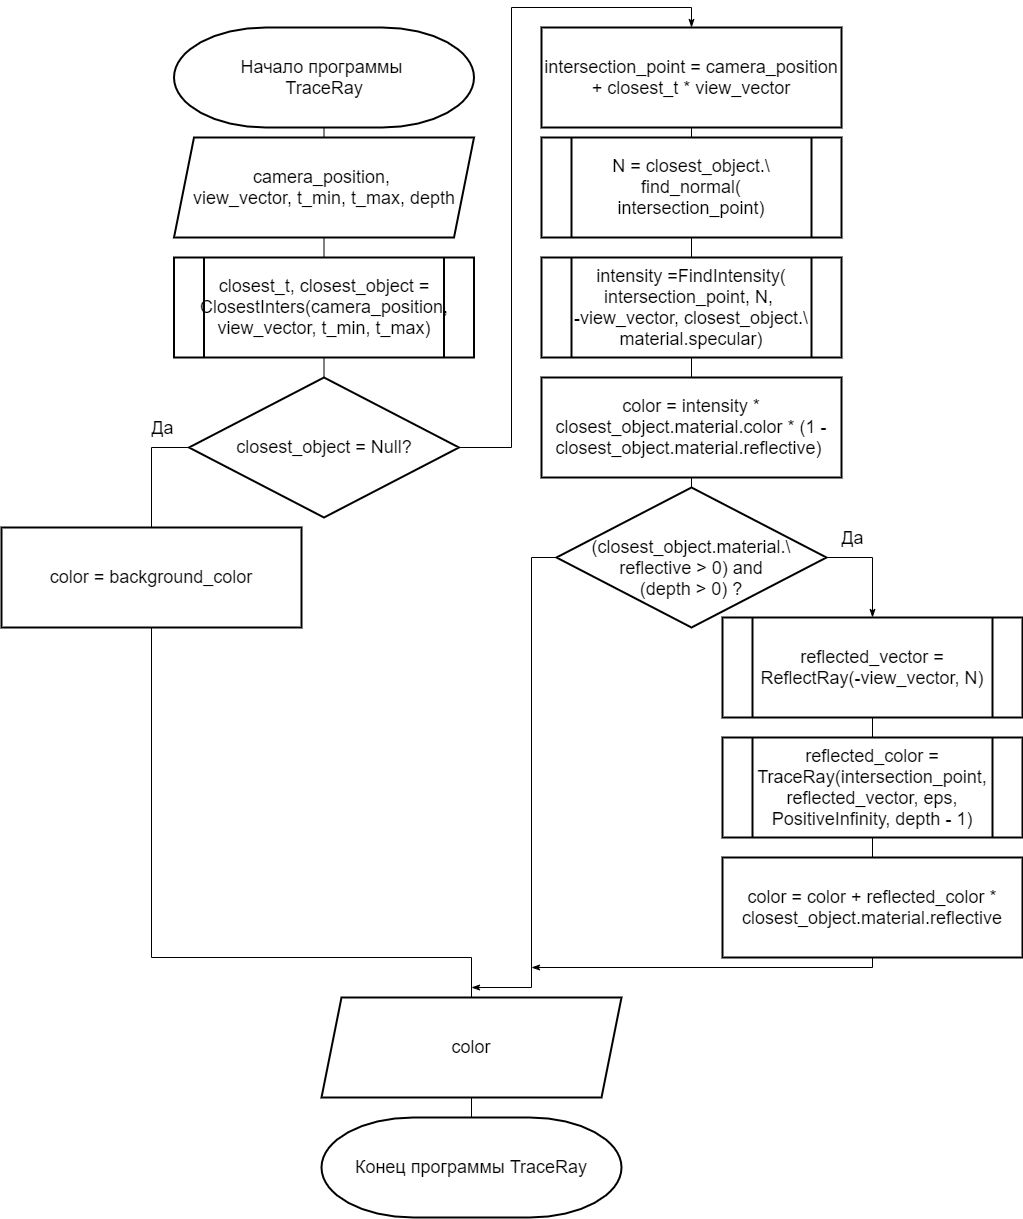 Начало программы
TraceRay
camera_position,
view_vector, t_min, t_max, depth
closest_t, closest_object =
ClosestInters(camera_position,
view_vector, t_min, t_max)
Да
closest_object = Null?
color = background_color
intersection_point = camera_position
+ closest_t * view_vector
N = closest_object.\
find_normal(
intersection_point)
intensity =FindIntensity(
intersection_point, N,
-view_vector, closest_object.\
material.specular)
color = intensity *
closest_object.material.color * (1 -
closest_object.material.reflective)
(closest_object.material.\
reflective > 0) and
(depth > 0) ?
Да
reflected_vector =
ReflectRay(-view_vector, N)
reflected_color =
TraceRay(intersection_point,
reflected_vector, eps,
PositiveInfinity, depth - 1)
color = color + reflected_color *
closest_object.material.reflective
color
Конец программы TraceRay